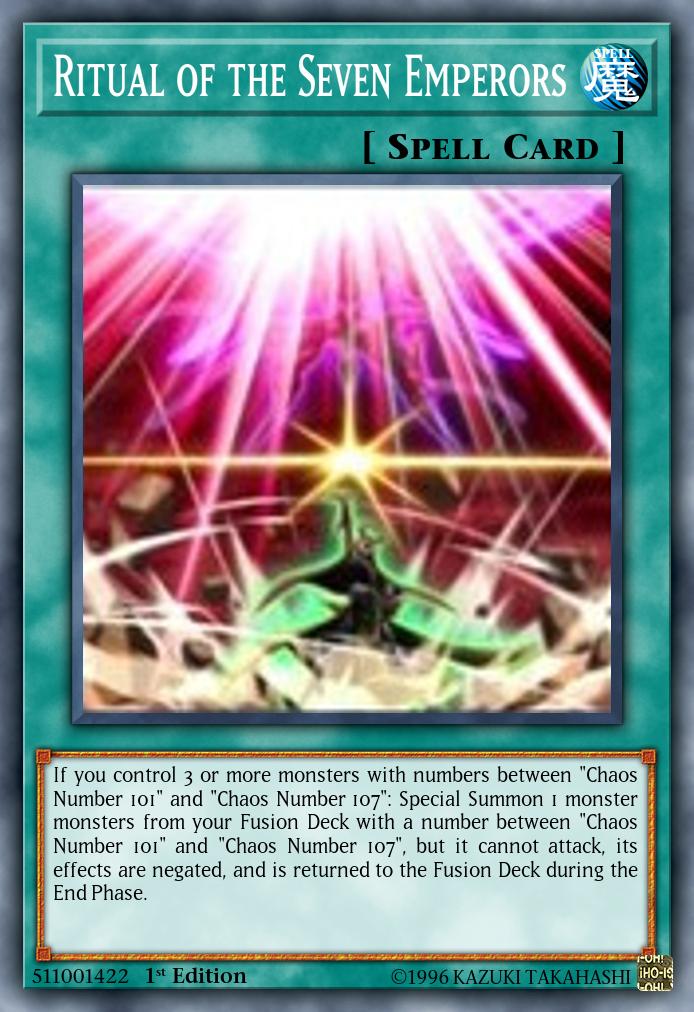 RITUAL OF THE SEVEN EMPERORS
SPELL
魔
[ SPELL CARD ]
If you control 3 or more monsters with numbers between "Chaos
Number 101" and "Chaos Number 107": Special Summon 1 monster
monsters from your Fusion Deck with a number between "Chaos
Number 101" and "Chaos Number 107", but it cannot attack, its
effects are negated, and is returned to the Fusion Deck during the
End Phase.
511001422 1st Edition ©1996 KAZUKI TAKAHASHI